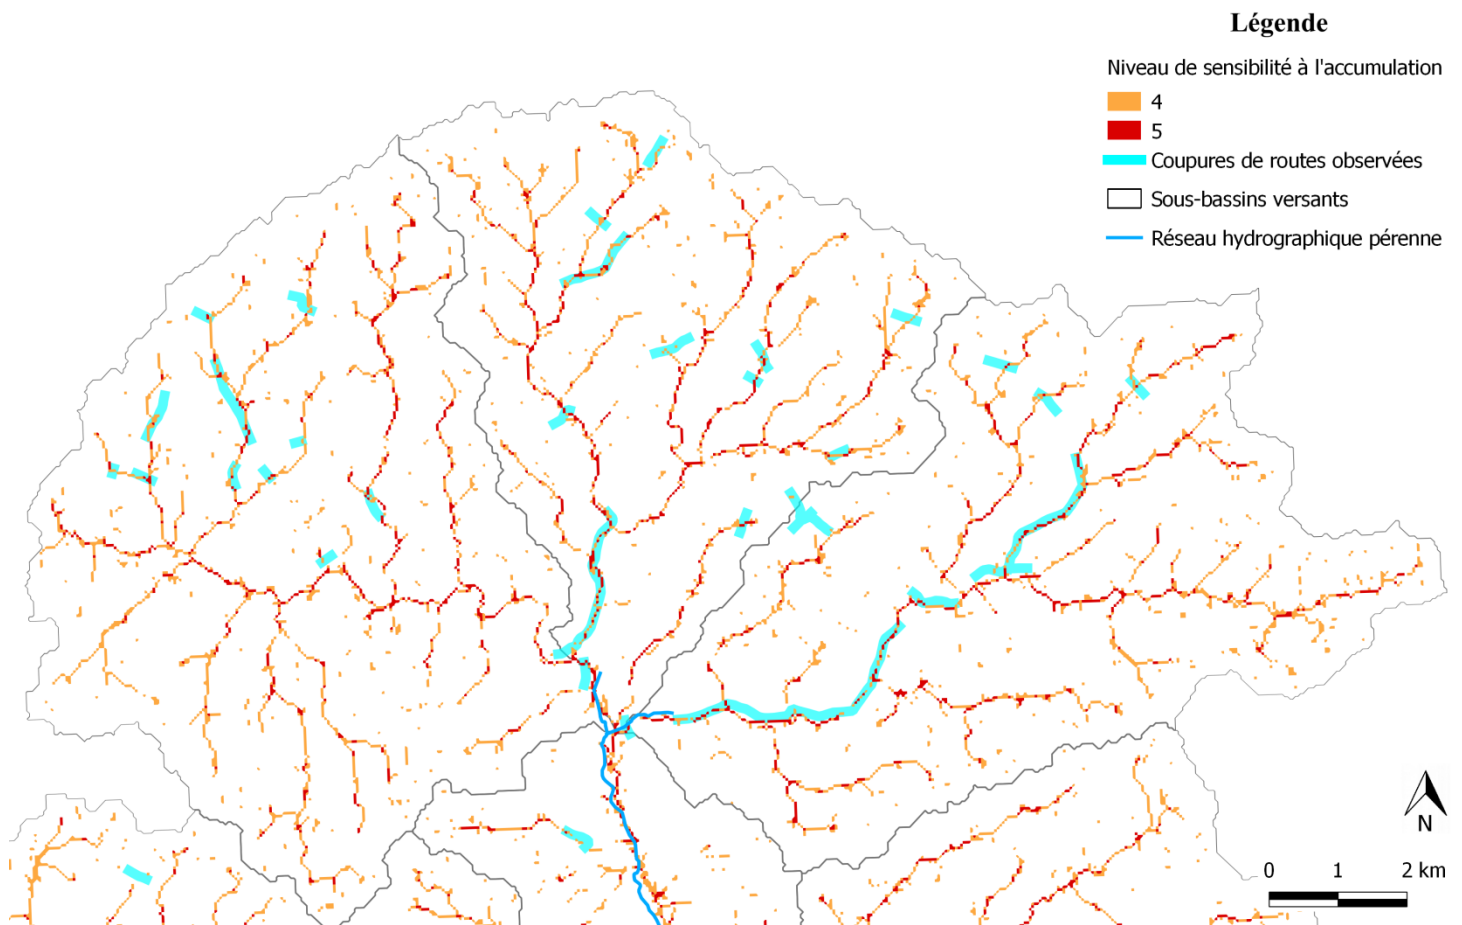 Légende
Niveau de sensibilité à l'accumulation
4
5
Coupures de routes observées
Sous-bassins versants
Réseau hydrographique pérenne
N
0 1 2 km